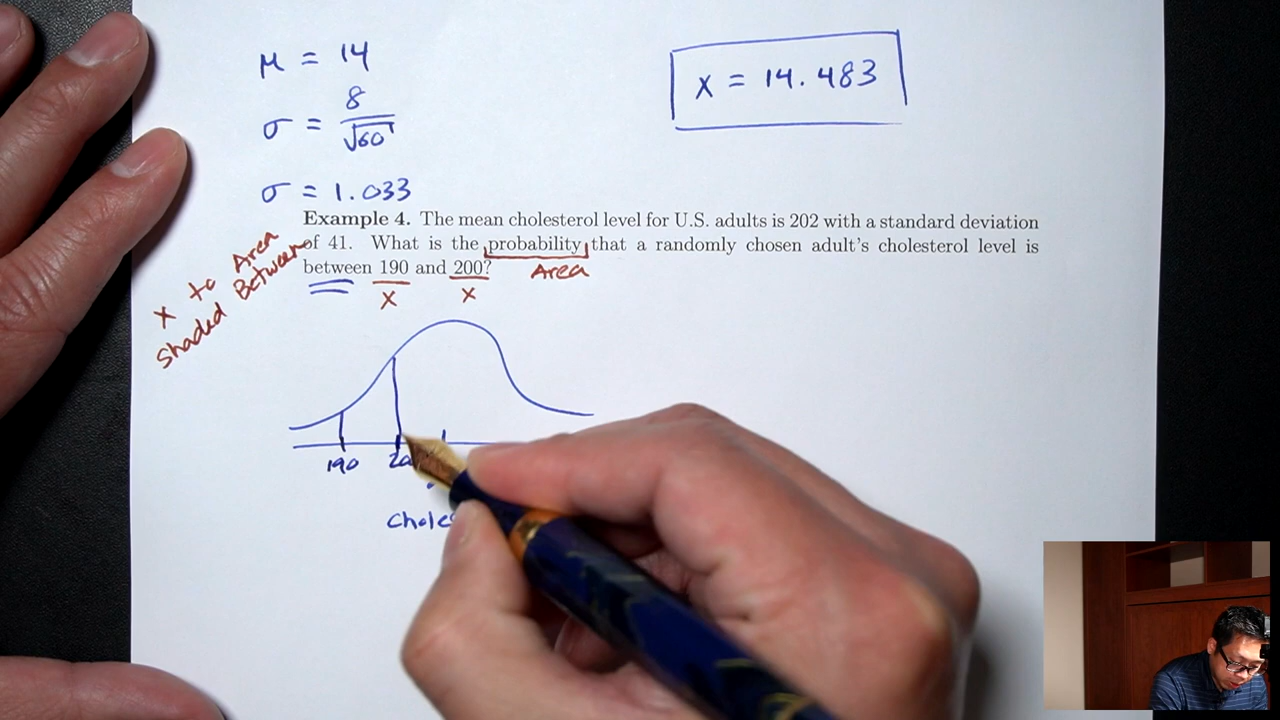 μ = 14
x = 14.483
σ = 8/√60
σ = 1.033
Example 4. The mean cholesterol level for U.S. adults is 202 with a standard deviation
of 41. What is the probability that a randomly chosen adult's cholesterol level is
between 190 and 200?
Area
x x
x to Area
shaded Between
190